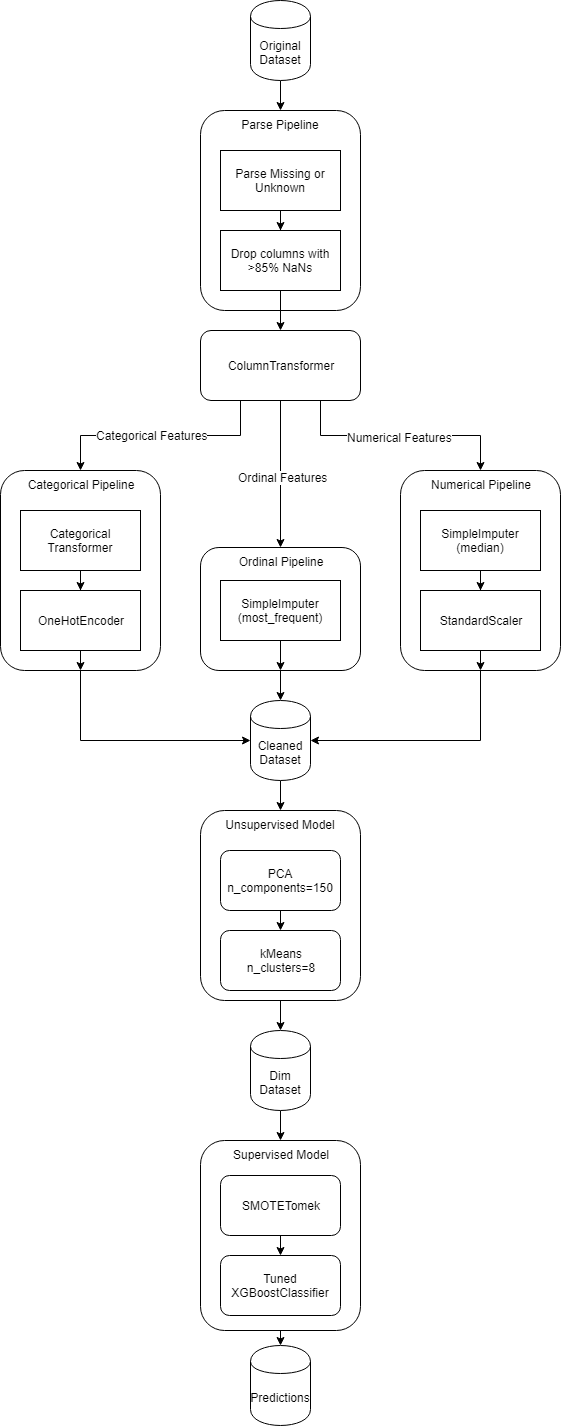 Original
Dataset
Parse Pipeline
Parse Missing or
Unknown
Drop columns with
>85% NaNs
ColumnTransformer
Categorical Features
Numerical Features
Ordinal Features
Categorical Pipeline
Categorical
Transformer
OneHotEncoder
Ordinal Pipeline
SimpleImputer
(most_frequent)
Numerical Pipeline
SimpleImputer
(median)
StandardScaler
Cleaned
Dataset
Unsupervised Model
PCA
n_components=150
kMeans
n_clusters=8
Dim
Dataset
Supervised Model
SMOTETomek
Tuned
XGBoostClassifier
Predictions